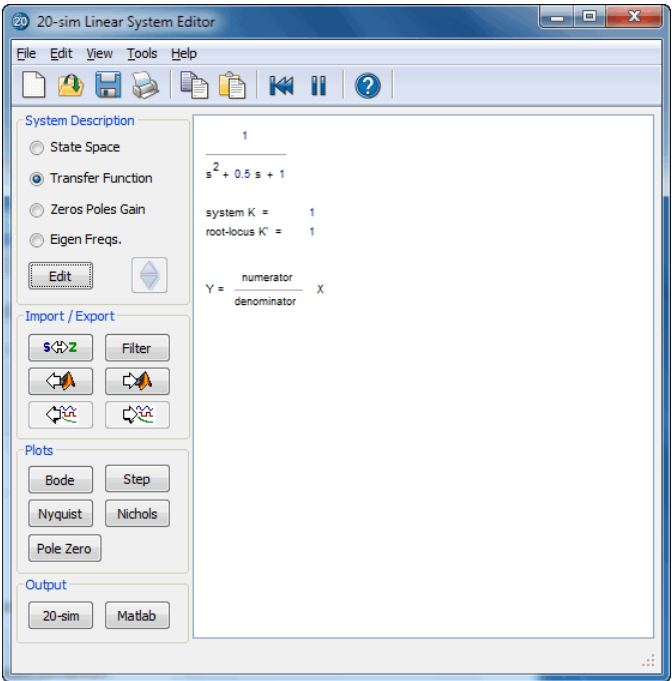 20 20-sim Linear System Editor
File Edit View Tools Help
System Description
State Space
Transfer Function
Zeros Poles Gain
Eigen Freqs.
Edit
Import / Export
S⇔Z Filter
Plots
Bode Step
Nyquist Nichols
Pole Zero
Output
20-sim Matlab
1
s² + 0.5 s + 1
system K = 1
root-locus K' = 1
numerator
Y = X
denominator